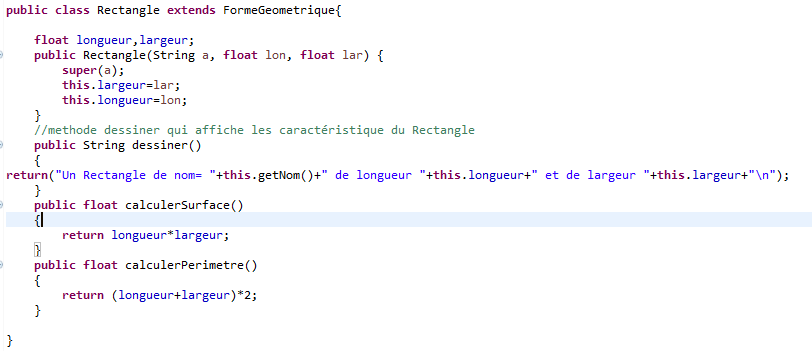 public class Rectangle extends FormeGeometrique{
float longueur,largeur;
public Rectangle(String a, float lon, float lar) {
super(a);
this.largeur=lar;
this.longueur=lon;
}
//methode dessiner qui affiche les caractéristique du Rectangle
public String dessiner()
{
return("Un Rectangle de nom= "+this.getNom()+" de longueur "+this.longueur+" et de largeur "+this.largeur+"\n");
}
public float calculerSurface()
{
return longueur*largeur;
}
public float calculerPerimetre()
{
return (longueur+largeur)*2;
}
}